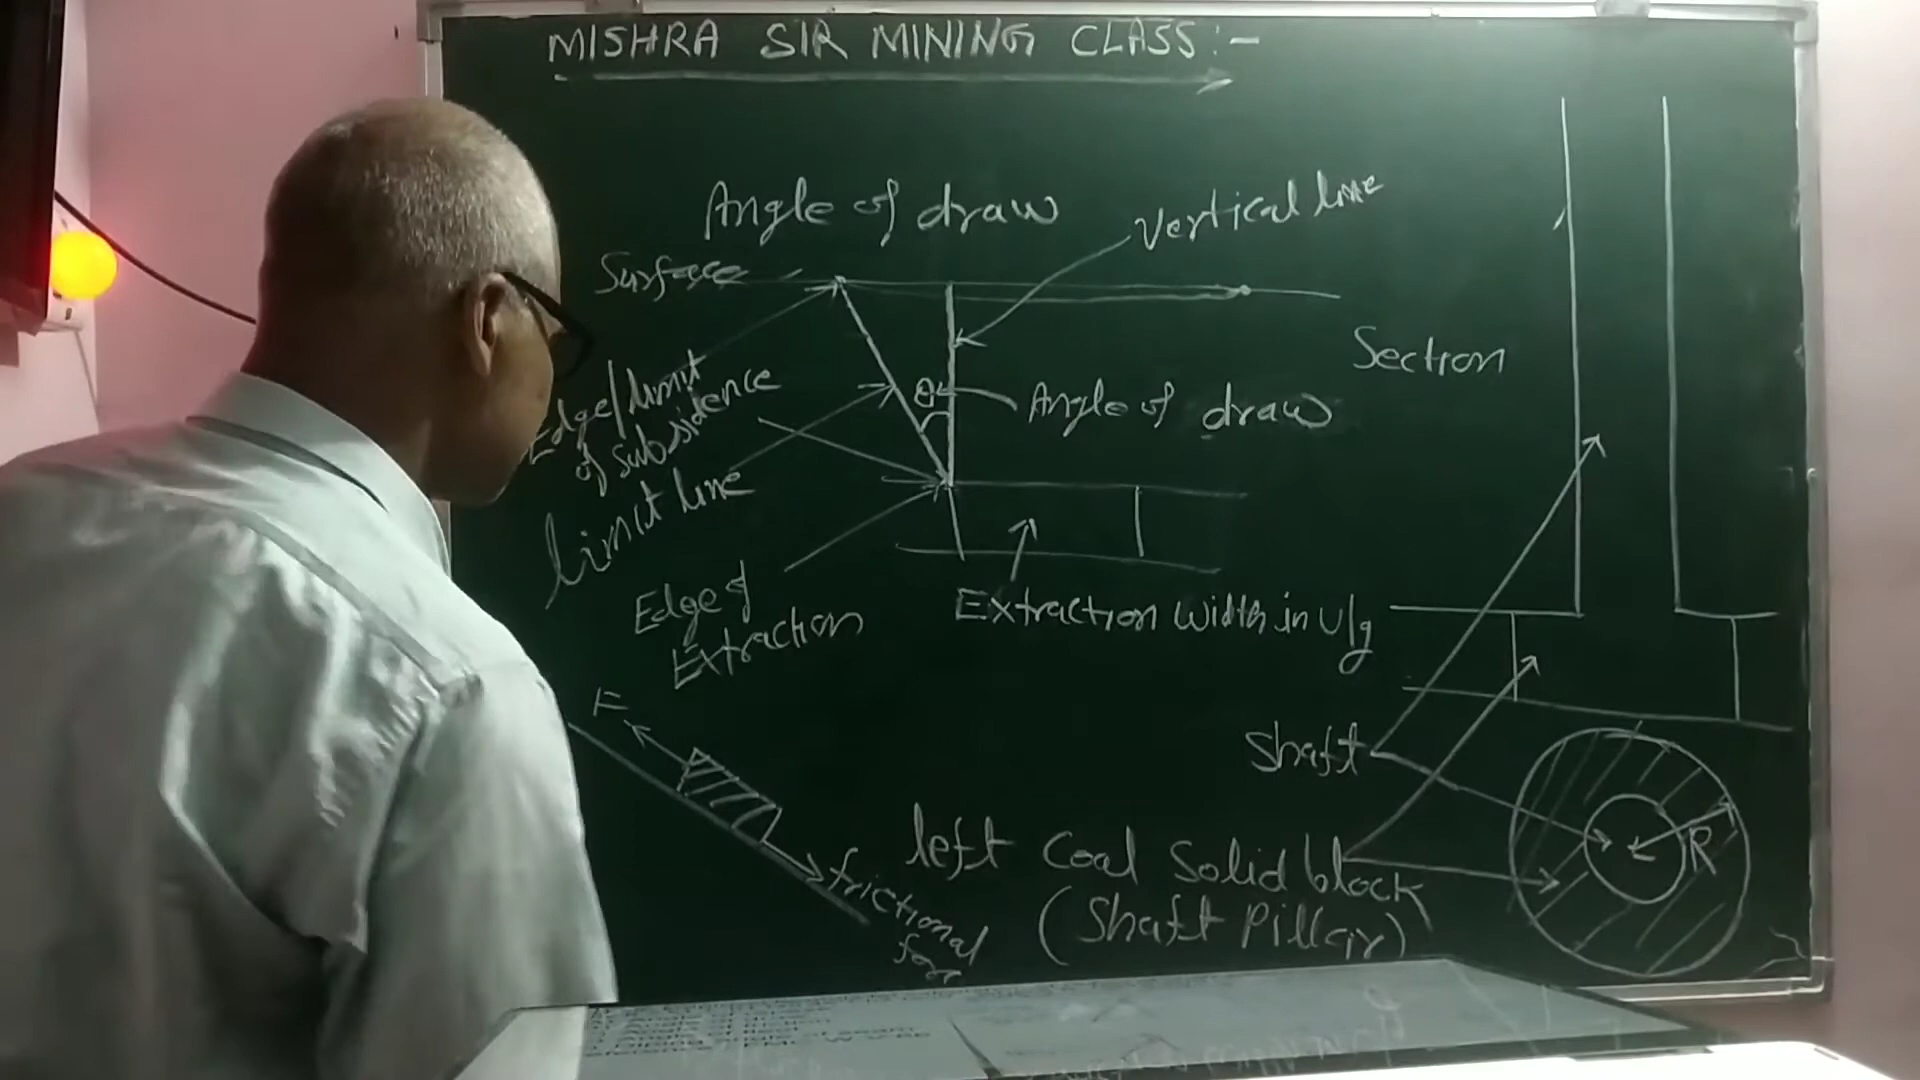 MISHRA SIR MINING CLASS:-
Angle of draw
Vertical line
Surface
Section
Edge/limit
of subsidence
θ
Angle of draw
limit line
Edge of
Extraction
Extraction Width in U/g
F
Shaft
left Coal Solid block
(Shaft Pillar)
R
frictional